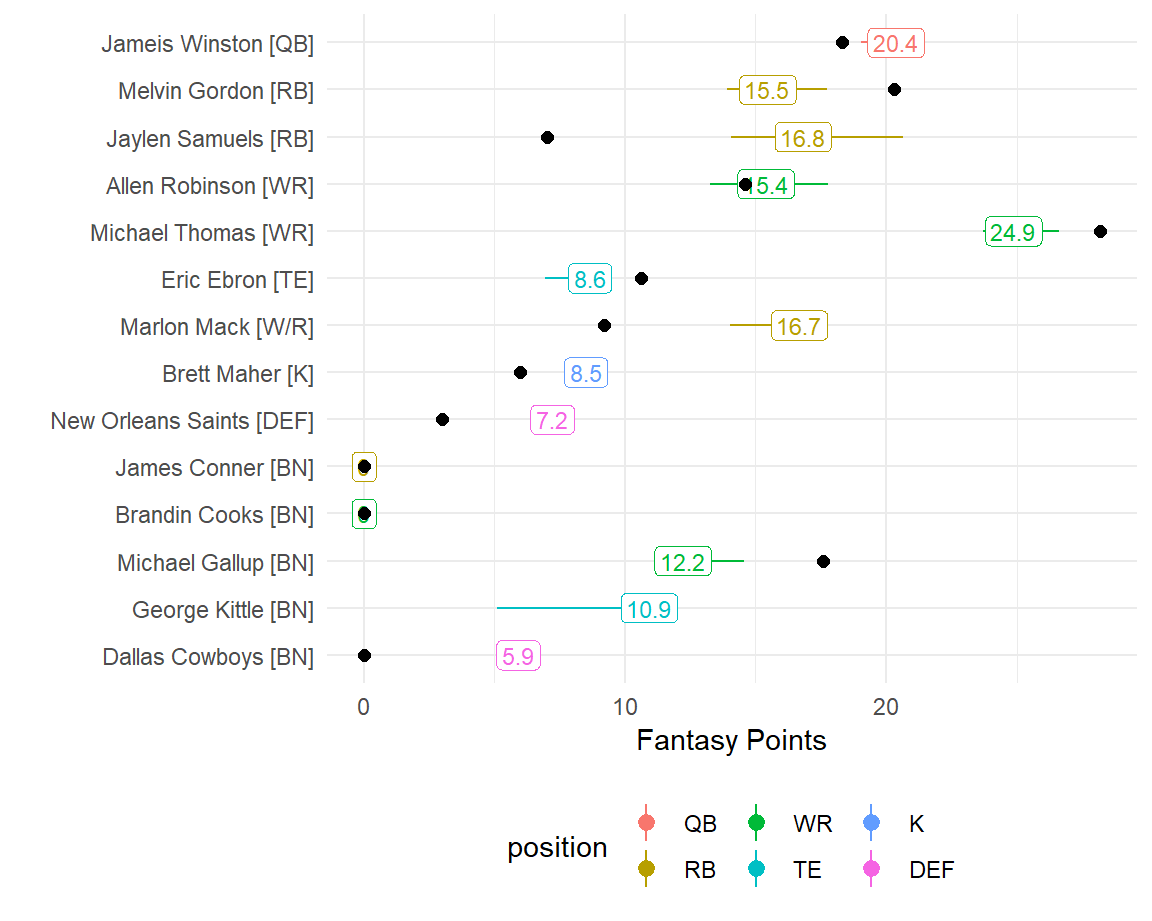 Jameis Winston [QB] 20.4
Melvin Gordon [RB] 15.5
Jaylen Samuels [RB] 16.8
Allen Robinson [WR] 15.4
Michael Thomas [WR] 24.9
Eric Ebron [TE] 8.6
Marlon Mack [W/R] 16.7
Brett Maher [K] 8.5
New Orleans Saints [DEF] 7.2
James Conner [BN]
Brandin Cooks [BN]
Michael Gallup [BN] 12.2
George Kittle [BN] 10.9
Dallas Cowboys [BN] 5.9
0 10 20
Fantasy Points
position
QB WR K
RB TE DEF